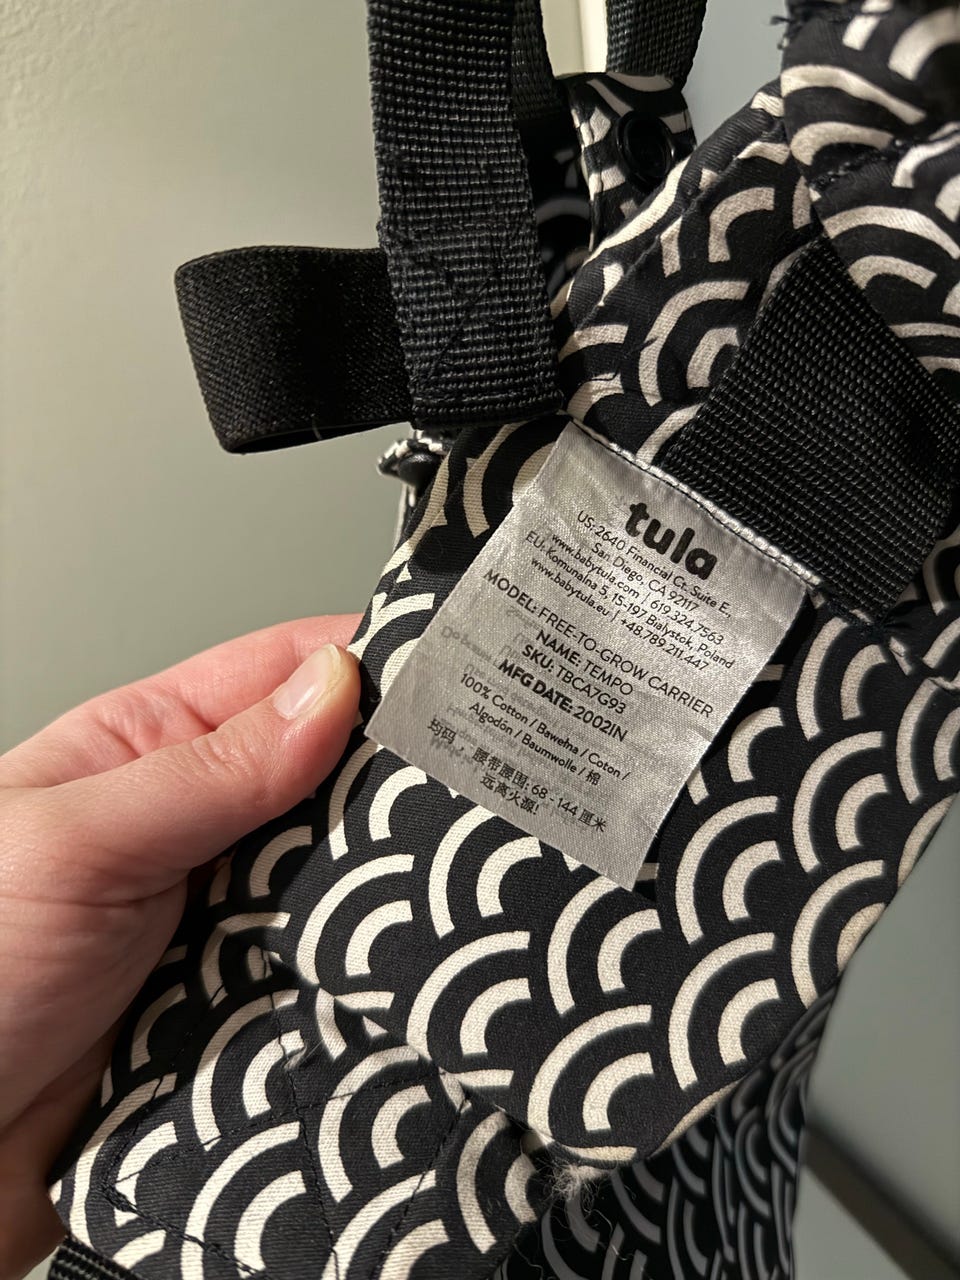 tula
US:2640 Financial Ct. Suite E,
San Diego, CA 92117
www.babytula.com | 619.324.7563
EU: Komunalna 5, 15-197 Bialystok, Poland
www.babytula.eu | +48.789.211.447
MODEL: FREE-TO-GROW CARRIER
NAME: TEMPO
SKU: TBCA7G93
MFG DATE: 2002IN
100% Cotton / Bawełna / Coton /
Algodón / Baumwolle / 棉
均码 - 腰带腰围: 68 - 144 厘米
远离火源!